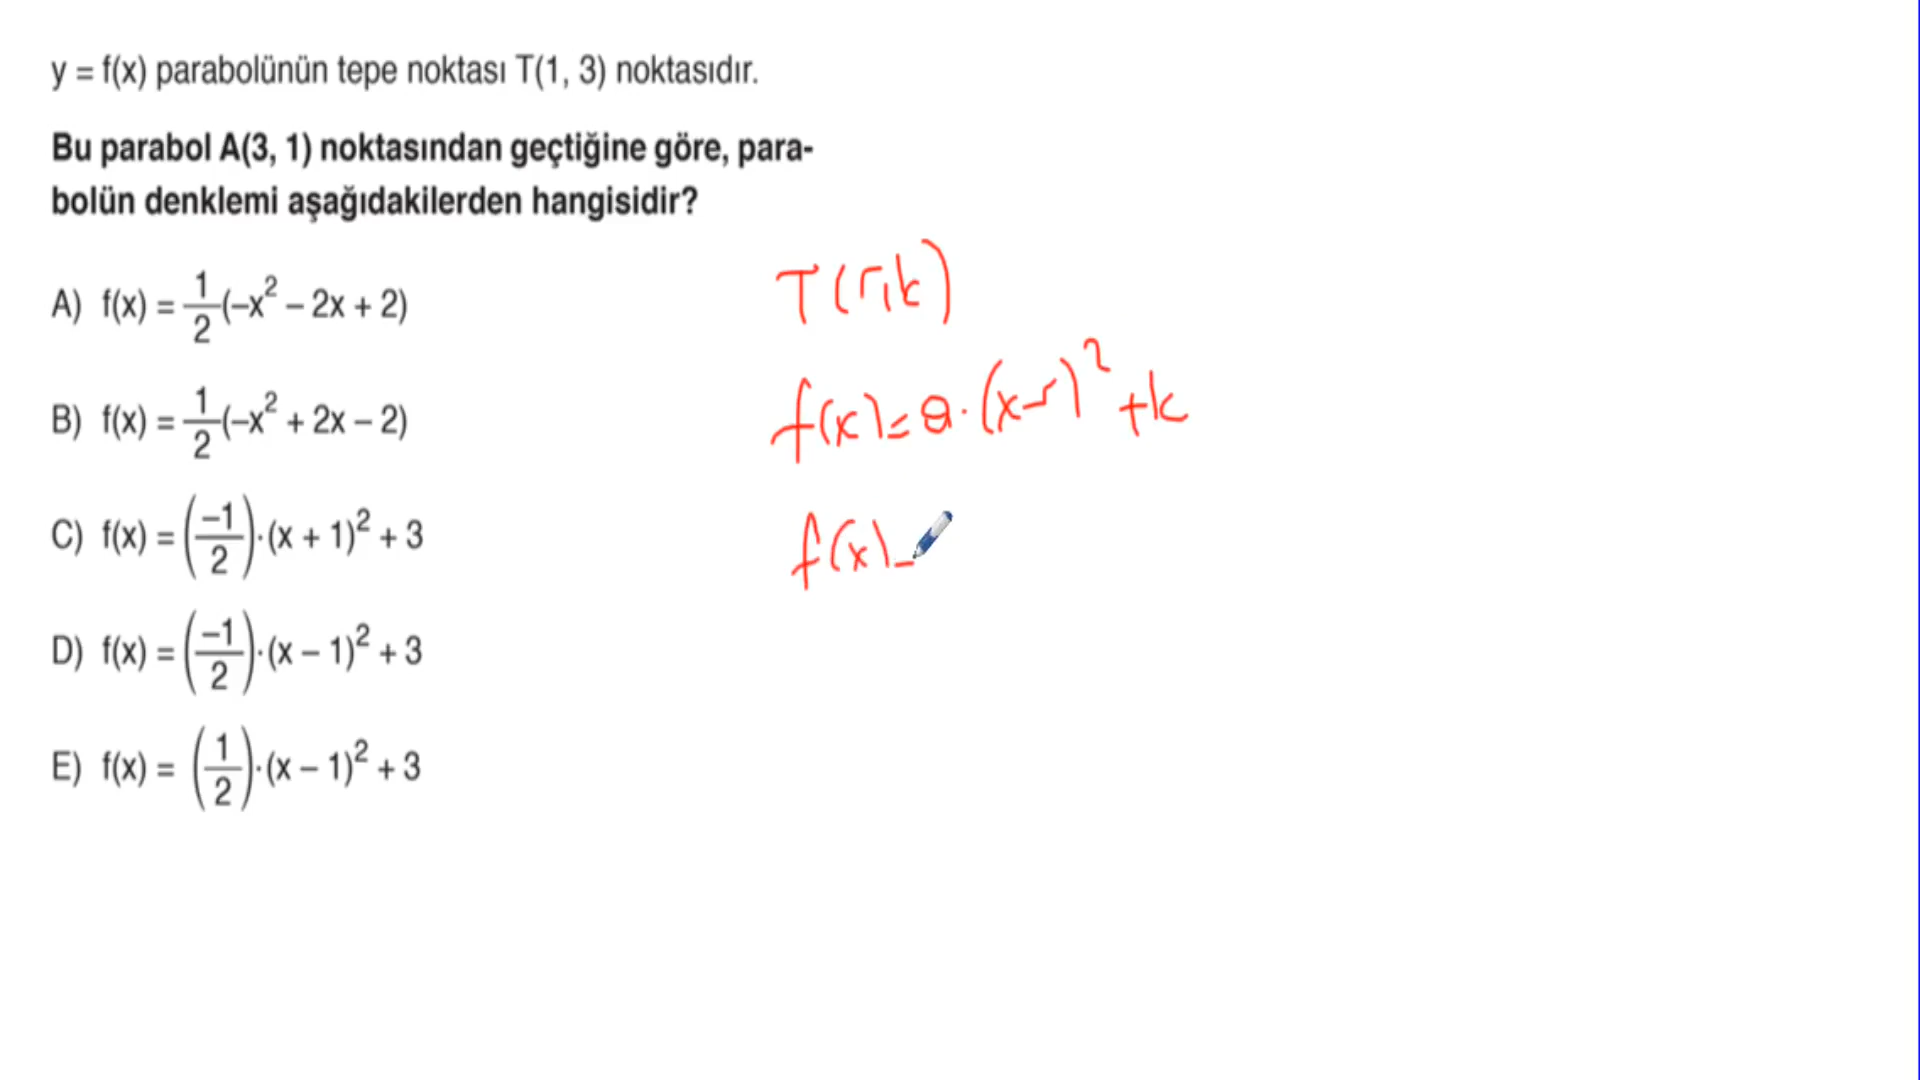 y = f(x) parabolünün tepe noktası T(1, 3) noktasıdır.
Bu parabol A(3, 1) noktasından geçtiğine göre, para-
bolün denklemi aşağıdakilerden hangisidir?
A) f(x) = 1/2(–x² – 2x + 2)
B) f(x) = 1/2(–x² + 2x – 2)
C) f(x) = (–1/2)·(x + 1)² + 3
D) f(x) = (–1/2)·(x – 1)² + 3
E) f(x) = (1/2)·(x – 1)² + 3
T(r,k)
f(x)=a·(x-r)²+k
f(x)=